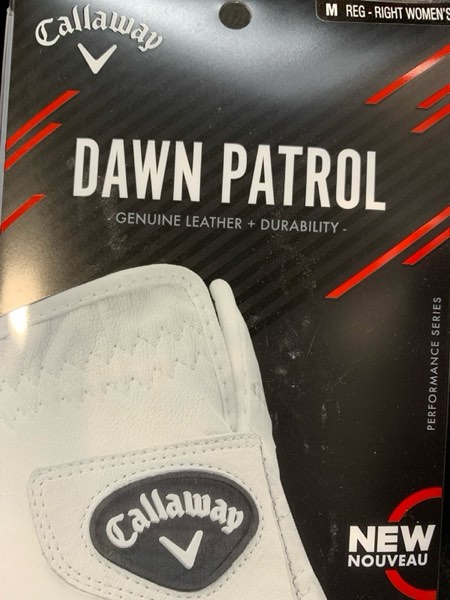 Callaway
M REG - RIGHT WOMEN'S
DAWN PATROL
- GENUINE LEATHER + DURABILITY -
PERFORMANCE SERIES
Callaway
NEW
NOUVEAU